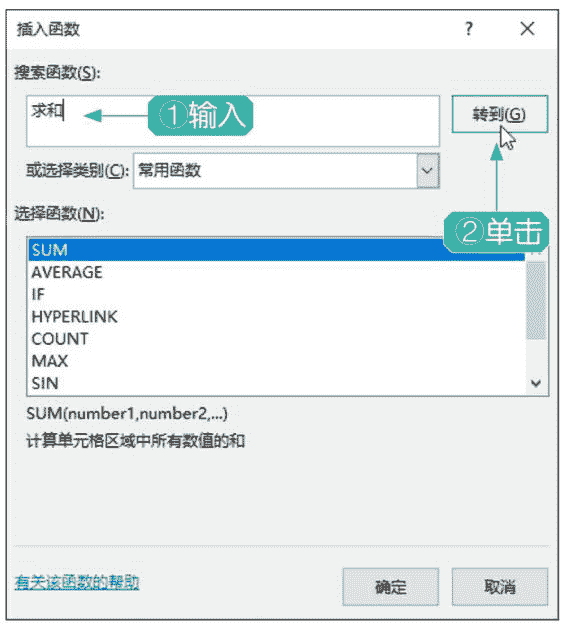 插入函数
?
搜索函数(S):
求和
①输入
转到(G)
或选择类别(C):
常用函数
②单击
选择函数(N):
SUM
AVERAGE
IF
HYPERLINK
COUNT
MAX
SIN
SUM(number1,number2,...)
计算单元格区域中所有数值的和
有关该函数的帮助
确定
取消